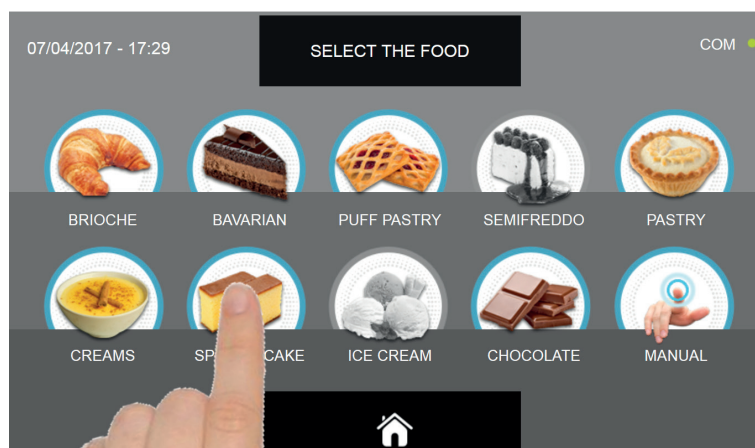 07/04/2017 - 17:29
SELECT THE FOOD
COM
BRIOCHE
BAVARIAN
PUFF PASTRY
SEMIFREDDO
PASTRY
CREAMS
CAKE
ICE CREAM
CHOCOLATE
MANUAL